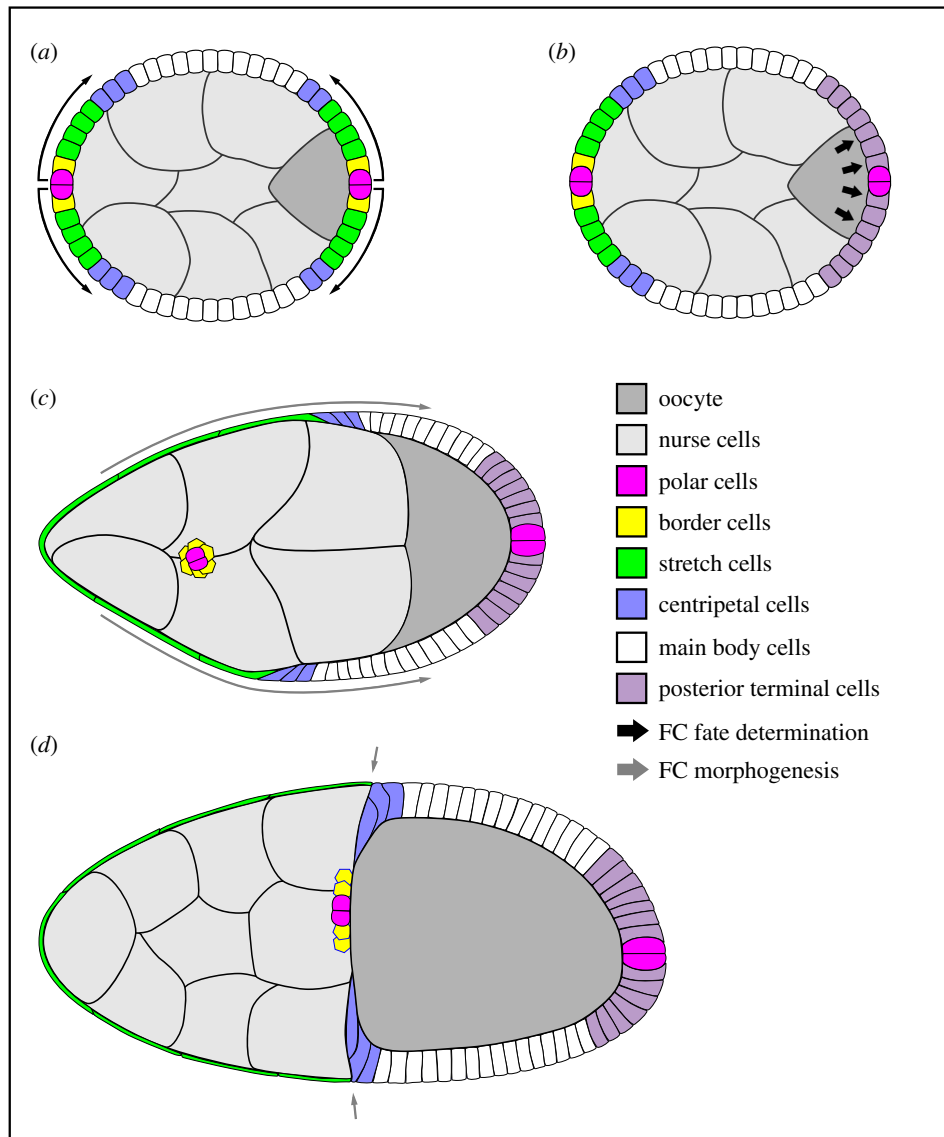 (a)
(b)
(c)
oocyte
nurse cells
polar cells
border cells
stretch cells
centripetal cells
main body cells
posterior terminal cells
FC fate determination
FC morphogenesis
(d)